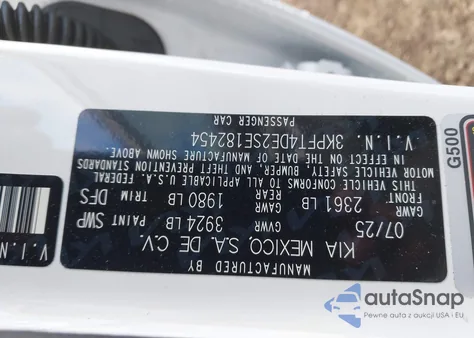 MANUFACTURED BY
KIA MEXICO, S.A. DE C.V.
07/25 GVWR 3924 LB PAINT SWP
FRONT GAWR 2361 LB REAR GAWR 1980 LB TRIM DFS
THIS VEHICLE CONFORMS TO ALL APPLICABLE U.S.A. FEDERAL
MOTOR VEHICLE SAFETY, BUMPER, AND THEFT PREVENTION STANDARDS
IN EFFECT ON THE DATE OF MANUFACTURE SHOWN ABOVE.
V.I.N. 3KPFT4DE2SE182454
PASSENGER CAR
G500
V.I.N
autoSnap
Pewne auta z aukcji USA i EU